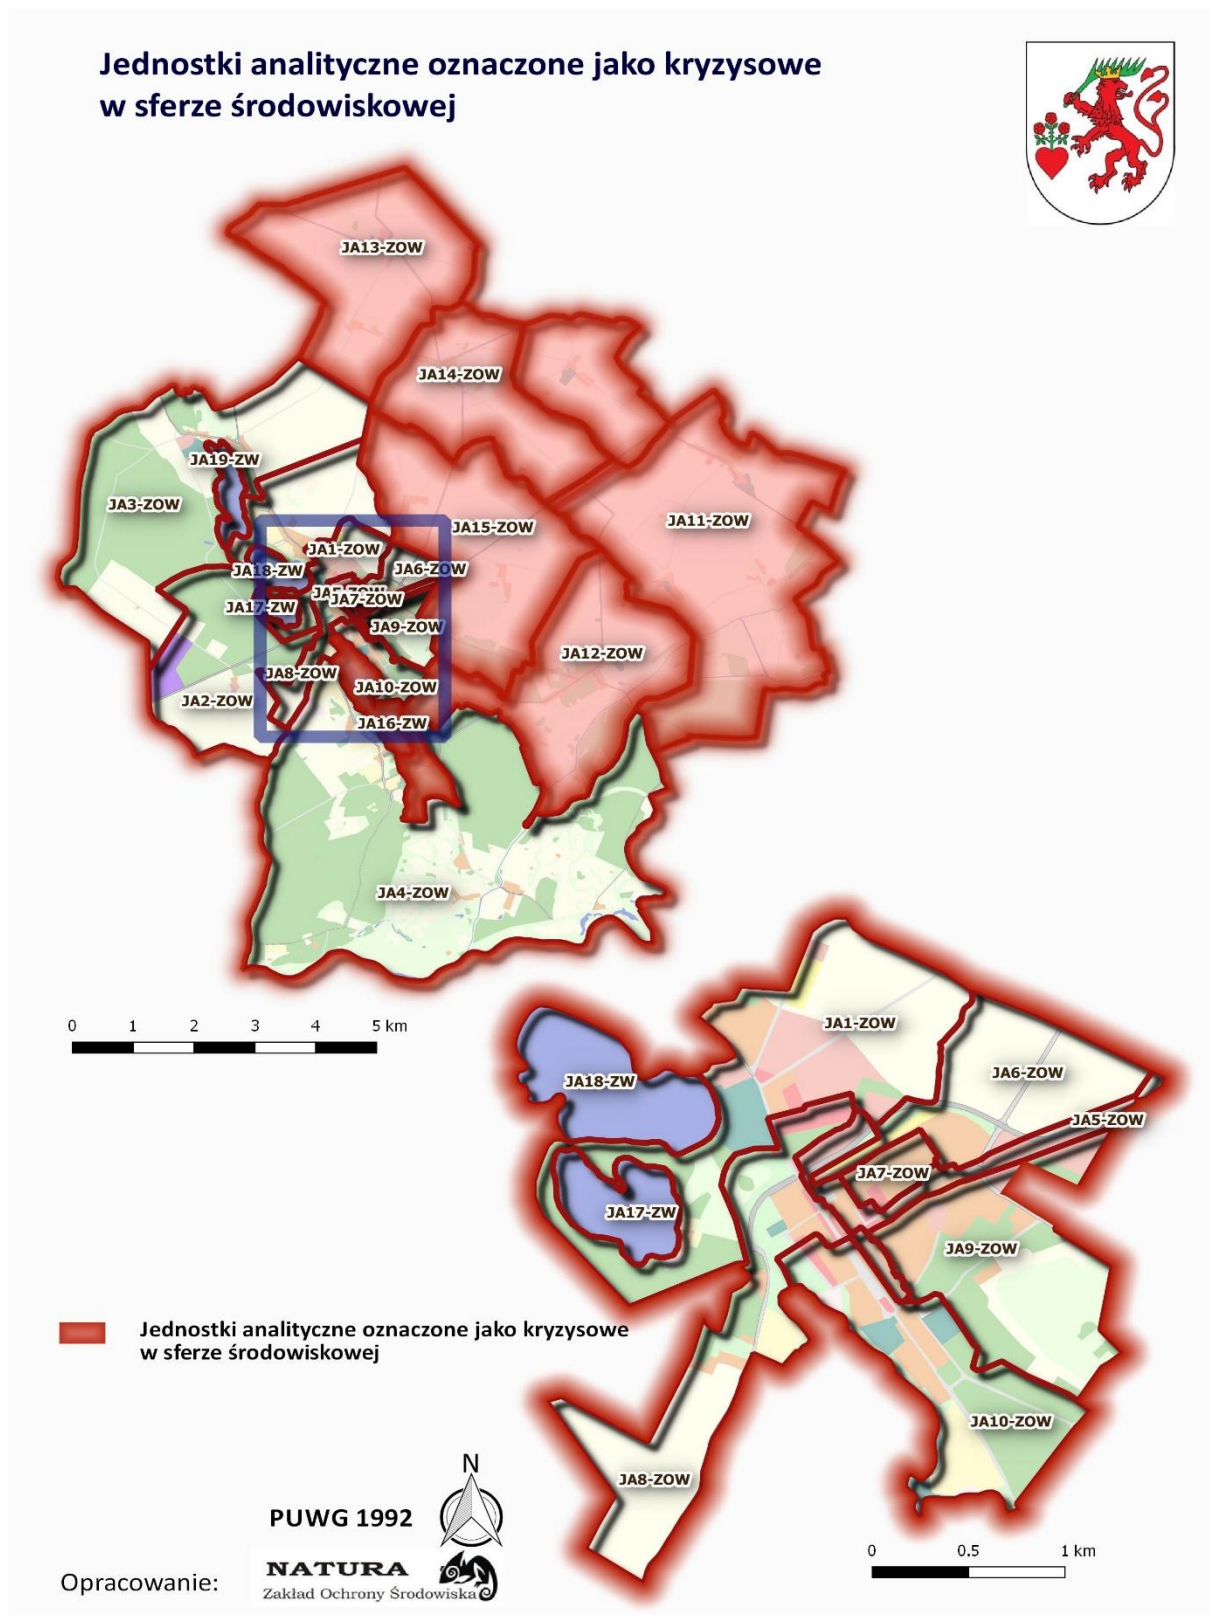 Jednostki analityczne oznaczone jako kryzysowe
w sferze środowiskowej
JA13-ZOW
JA14-ZOW
JA19-ZW
JA3-ZOW
JA15-ZOW
JA11-ZOW
JA1-ZOW
JA18-ZW
JA6-ZOW
JA7-ZOW
JA17-ZW
JA9-ZOW
JA12-ZOW
JA8-ZOW
JA10-ZOW
JA2-ZOW
JA16-ZW
JA4-ZOW
0 1 2 3 4 5 km
JA1-ZOW
JA6-ZOW
JA18-ZW
JA5-ZOW
JA7-ZOW
JA17-ZW
JA9-ZOW
JA10-ZOW
JA8-ZOW
Jednostki analityczne oznaczone jako kryzysowe
w sferze środowiskowej
N
PUWG 1992
0 0.5 1 km
Opracowanie:
NATURA
Zakład Ochrony Środowiska